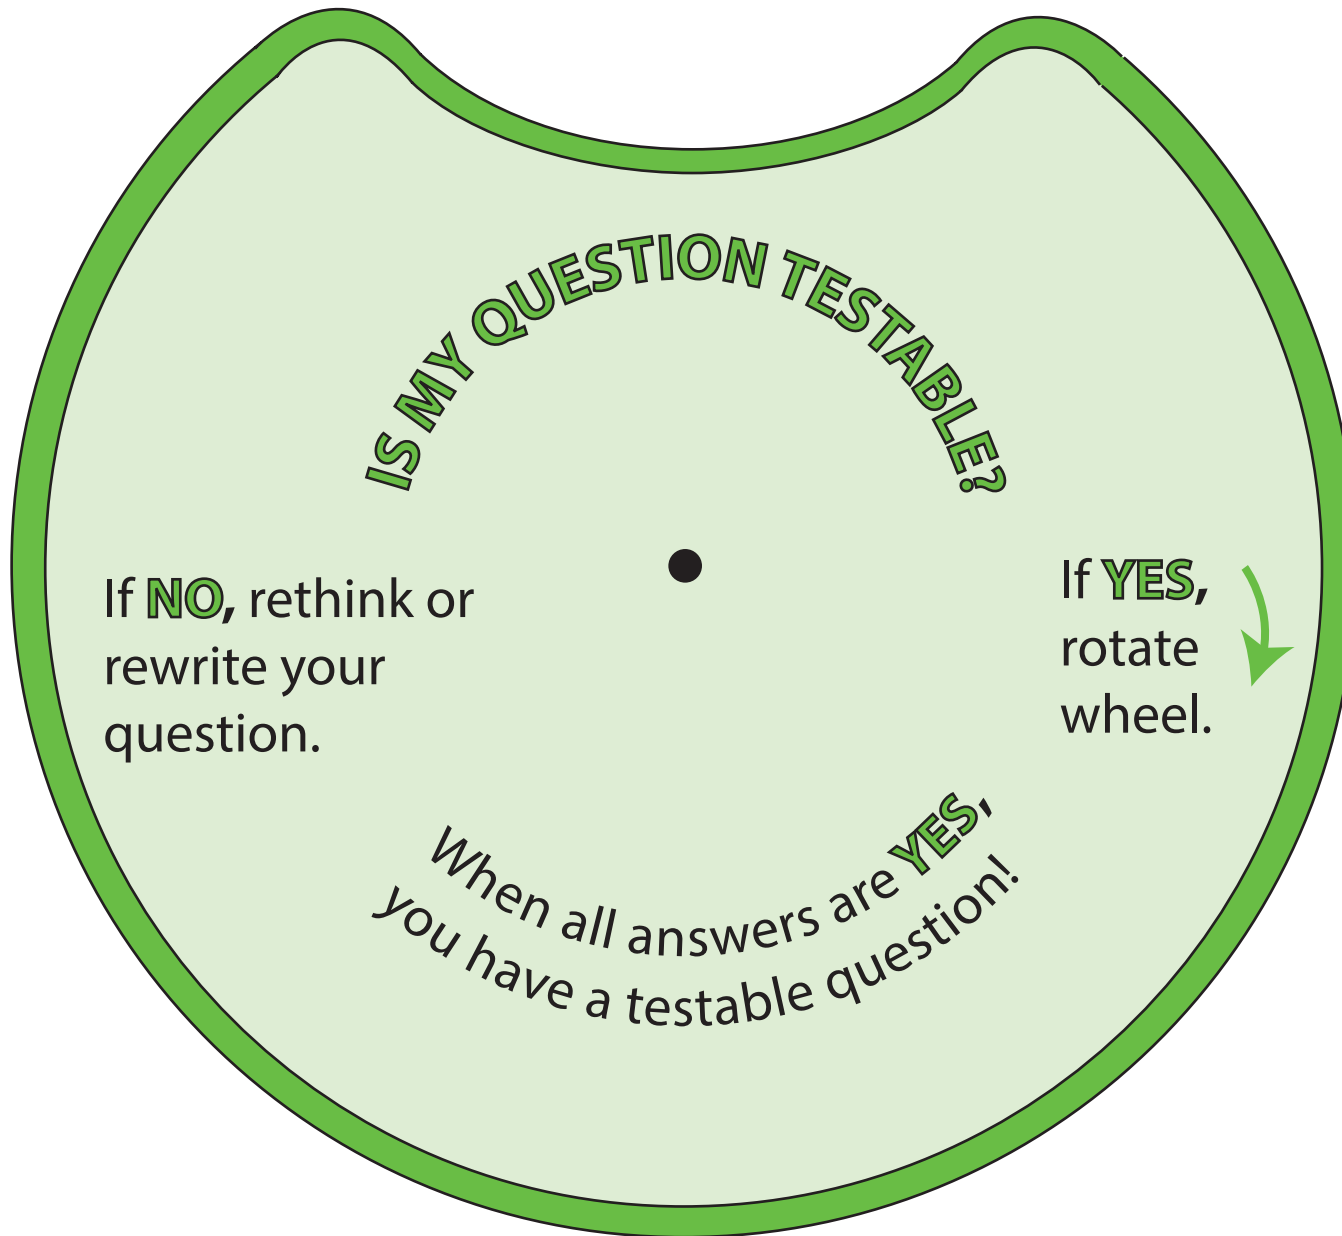 IS MY QUESTION TESTABLE?
If NO, rethink or
rewrite your
question.
If YES,
rotate
wheel.
When all answers are YES,
you have a testable question!